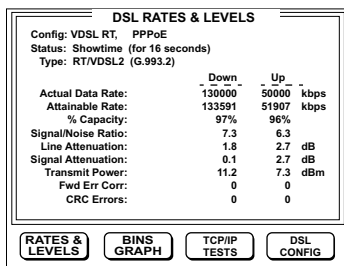 DSL RATES & LEVELS
Config: VDSL RT, PPPoE
Status: Showtime (for 16 seconds)
Type: RT/VDSL2 (G.993.2)
Down Up
Actual Data Rate: 130000 50000 kbps
Attainable Rate: 133591 51907 kbps
% Capacity: 97% 96%
Signal/Noise Ratio: 7.3 6.3
Line Attenuation: 1.8 2.7 dB
Signal Attenuation: 0.1 2.7 dB
Transmit Power: 11.2 7.3 dBm
Fwd Err Corr: 0 0
CRC Errors: 0 0
RATES & LEVELS
BINS GRAPH
TCP/IP TESTS
DSL CONFIG